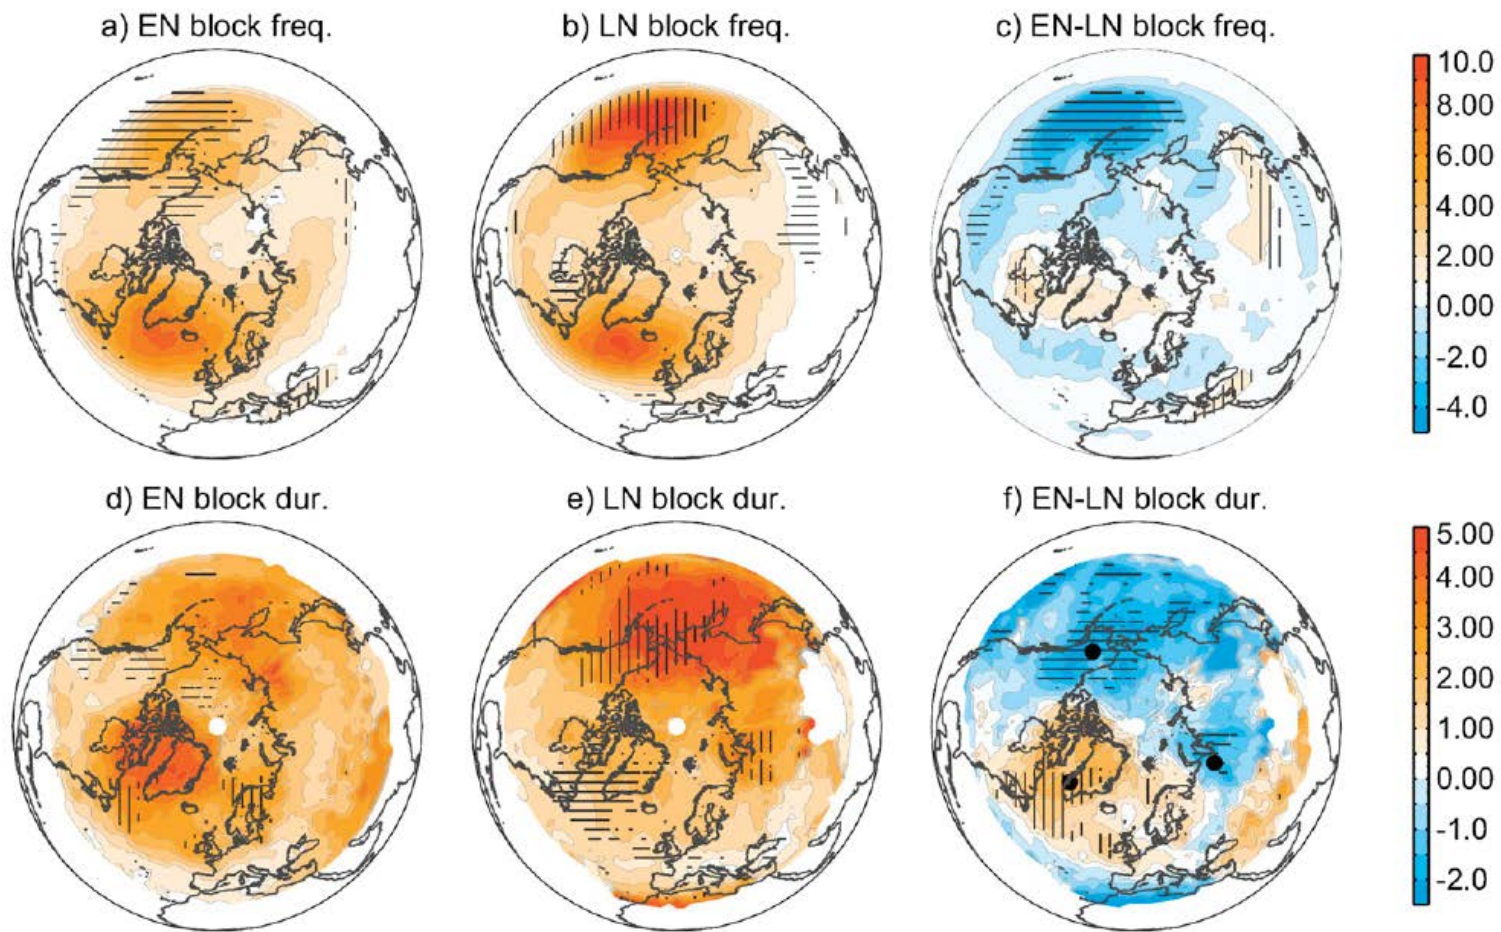 a) EN block freq.
b) LN block freq.
c) EN-LN block freq.
10.0
8.00
6.00
4.00
2.00
0.00
-2.0
-4.0
d) EN block dur.
e) LN block dur.
f) EN-LN block dur.
5.00
4.00
3.00
2.00
1.00
0.00
-1.0
-2.0